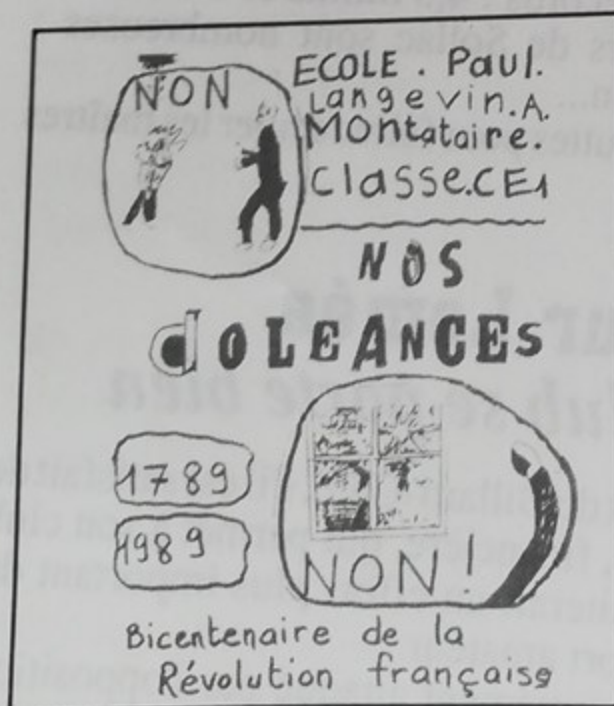 NON
ECOLE . Paul.
Langevin.A.
Montataire.
Classe.CE1
NOS
dOLEANCES
1789
1989
NON!
Bicentenaire de la
Révolution française